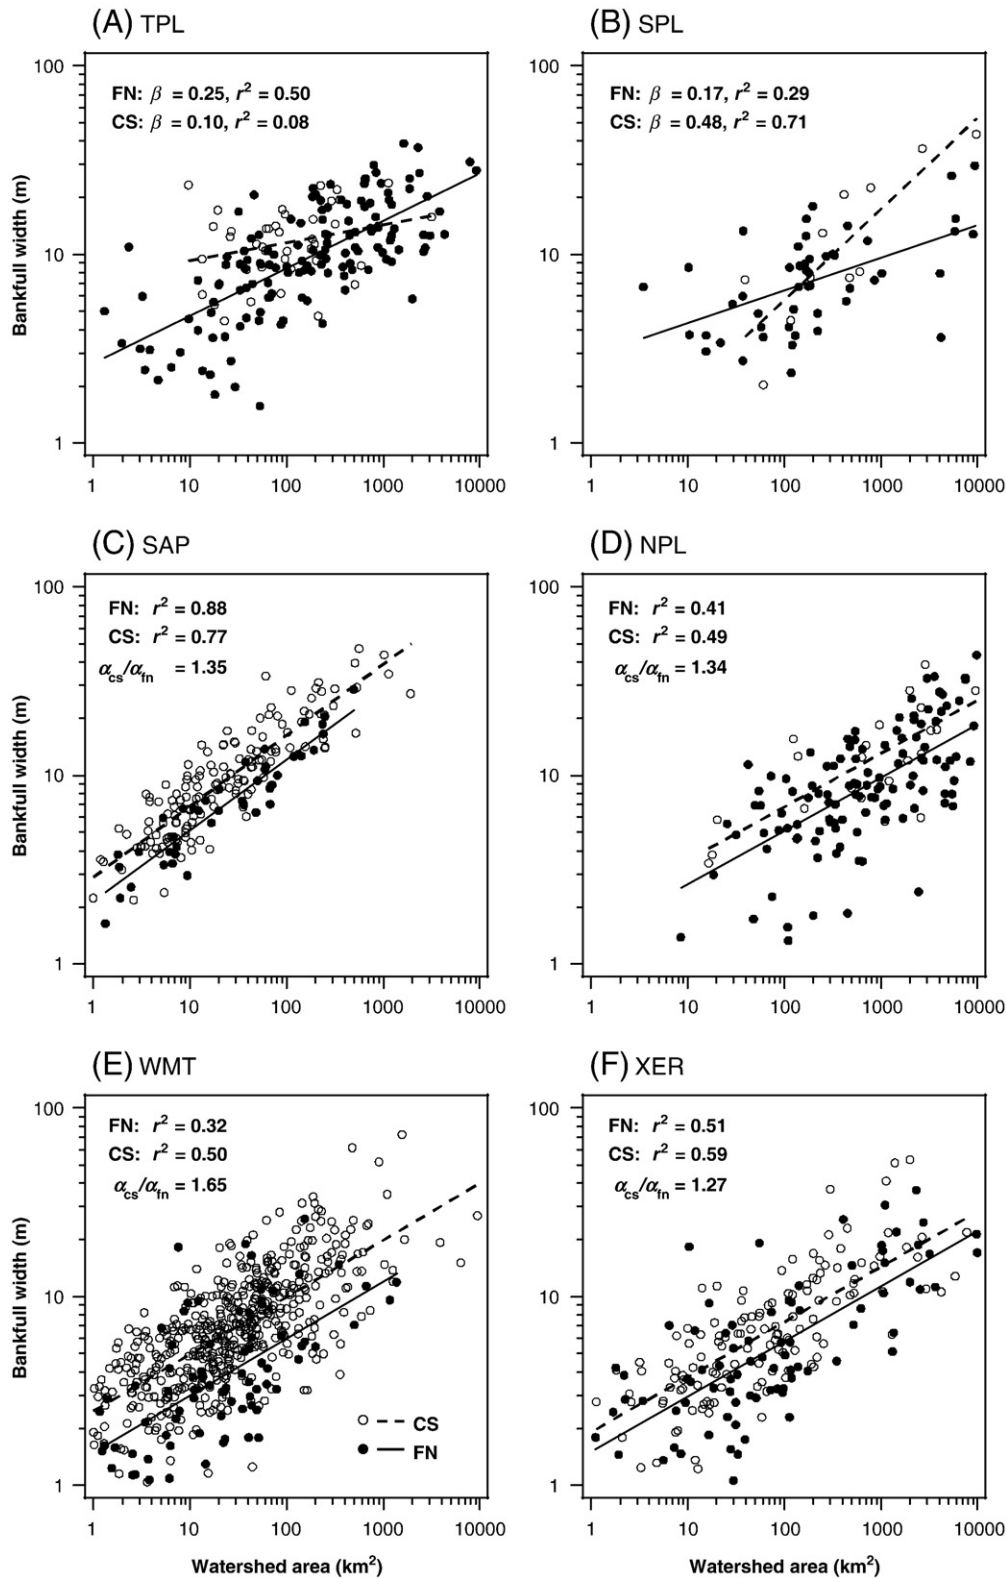 (A) TPL
(B) SPL
FN: β = 0.25, r² = 0.50
CS: β = 0.10, r² = 0.08
FN: β = 0.17, r² = 0.29
CS: β = 0.48, r² = 0.71
Bankfull width (m)
100
10
1
100
10
1
1 10 100 1000 10000
1 10 100 1000 10000
(C) SAP
(D) NPL
FN: r² = 0.88
CS: r² = 0.77
αcs/αfn = 1.35
FN: r² = 0.41
CS: r² = 0.49
αcs/αfn = 1.34
Bankfull width (m)
100
10
1
100
10
1
1 10 100 1000 10000
1 10 100 1000 10000
(E) WMT
(F) XER
FN: r² = 0.32
CS: r² = 0.50
αcs/αfn = 1.65
FN: r² = 0.51
CS: r² = 0.59
αcs/αfn = 1.27
CS
FN
Bankfull width (m)
100
10
1
100
10
1
1 10 100 1000 10000
1 10 100 1000 10000
Watershed area (km²)
Watershed area (km²)